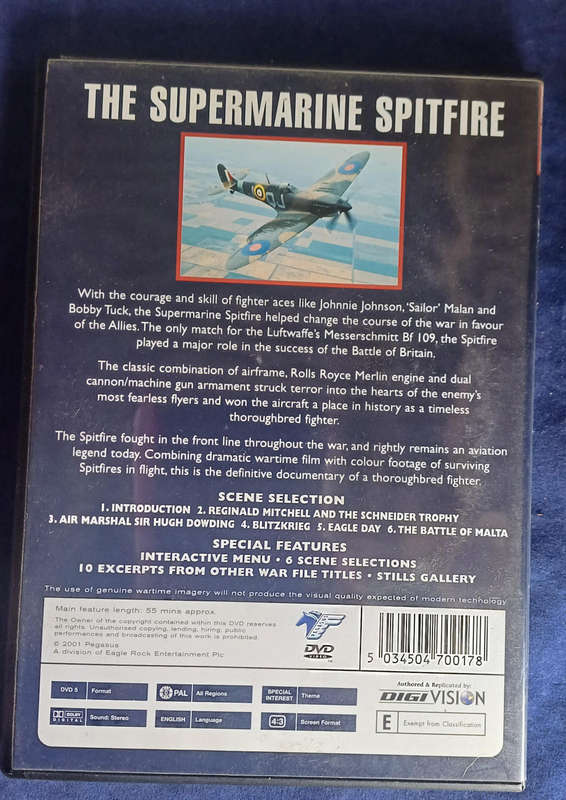 THE SUPERMARINE SPITFIRE
With the courage and skill of fighter aces like Johnnie Johnson, 'Sailor' Malan and
Bobby Tuck, the Supermarine Spitfire helped change the course of the war in favour
of the Allies. The only match for the Luftwaffe's Messerschmitt Bf 109, the Spitfire
played a major role in the success of the Battle of Britain.
The classic combination of airframe, Rolls Royce Merlin engine and dual
cannon/machine gun armament struck terror into the hearts of the enemy's
most fearless flyers and won the aircraft a place in history as a timeless
thoroughbred fighter.
The Spitfire fought in the front line throughout the war, and rightly remains an aviation
legend today. Combining dramatic wartime film with colour footage of surviving
Spitfires in flight, this is the definitive documentary of a thoroughbred fighter.
SCENE SELECTION
1. INTRODUCTION 2. REGINALD MITCHELL AND THE SCHNEIDER TROPHY
3. AIR MARSHAL SIR HUGH DOWDING 4. BLITZKRIEG 5. EAGLE DAY 6. THE BATTLE OF MALTA
SPECIAL FEATURES
INTERACTIVE MENU • 6 SCENE SELECTIONS
10 EXCERPTS FROM OTHER WAR FILE TITLES • STILLS GALLERY
The use of genuine wartime imagery will not produce the visual quality expected of modern technology
Main feature length: 55 mins approx.
The Owner of the copyright contained within this DVD reserves
all rights. Unauthorised copying, lending, hiring, public
performances and broadcasting of this work is prohibited.
© 2001 Pegasus
A division of Eagle Rock Entertainment Plc
DVD
VIDEO
5 034504 700178
DVD 5 Format
PAL All Regions
SPECIAL INTEREST Theme
DOLBY DIGITAL Sound: Stereo
ENGLISH Language
4:3 Screen Format
Authored & Replicated by:
DIGI VISION
E Exempt from Classification